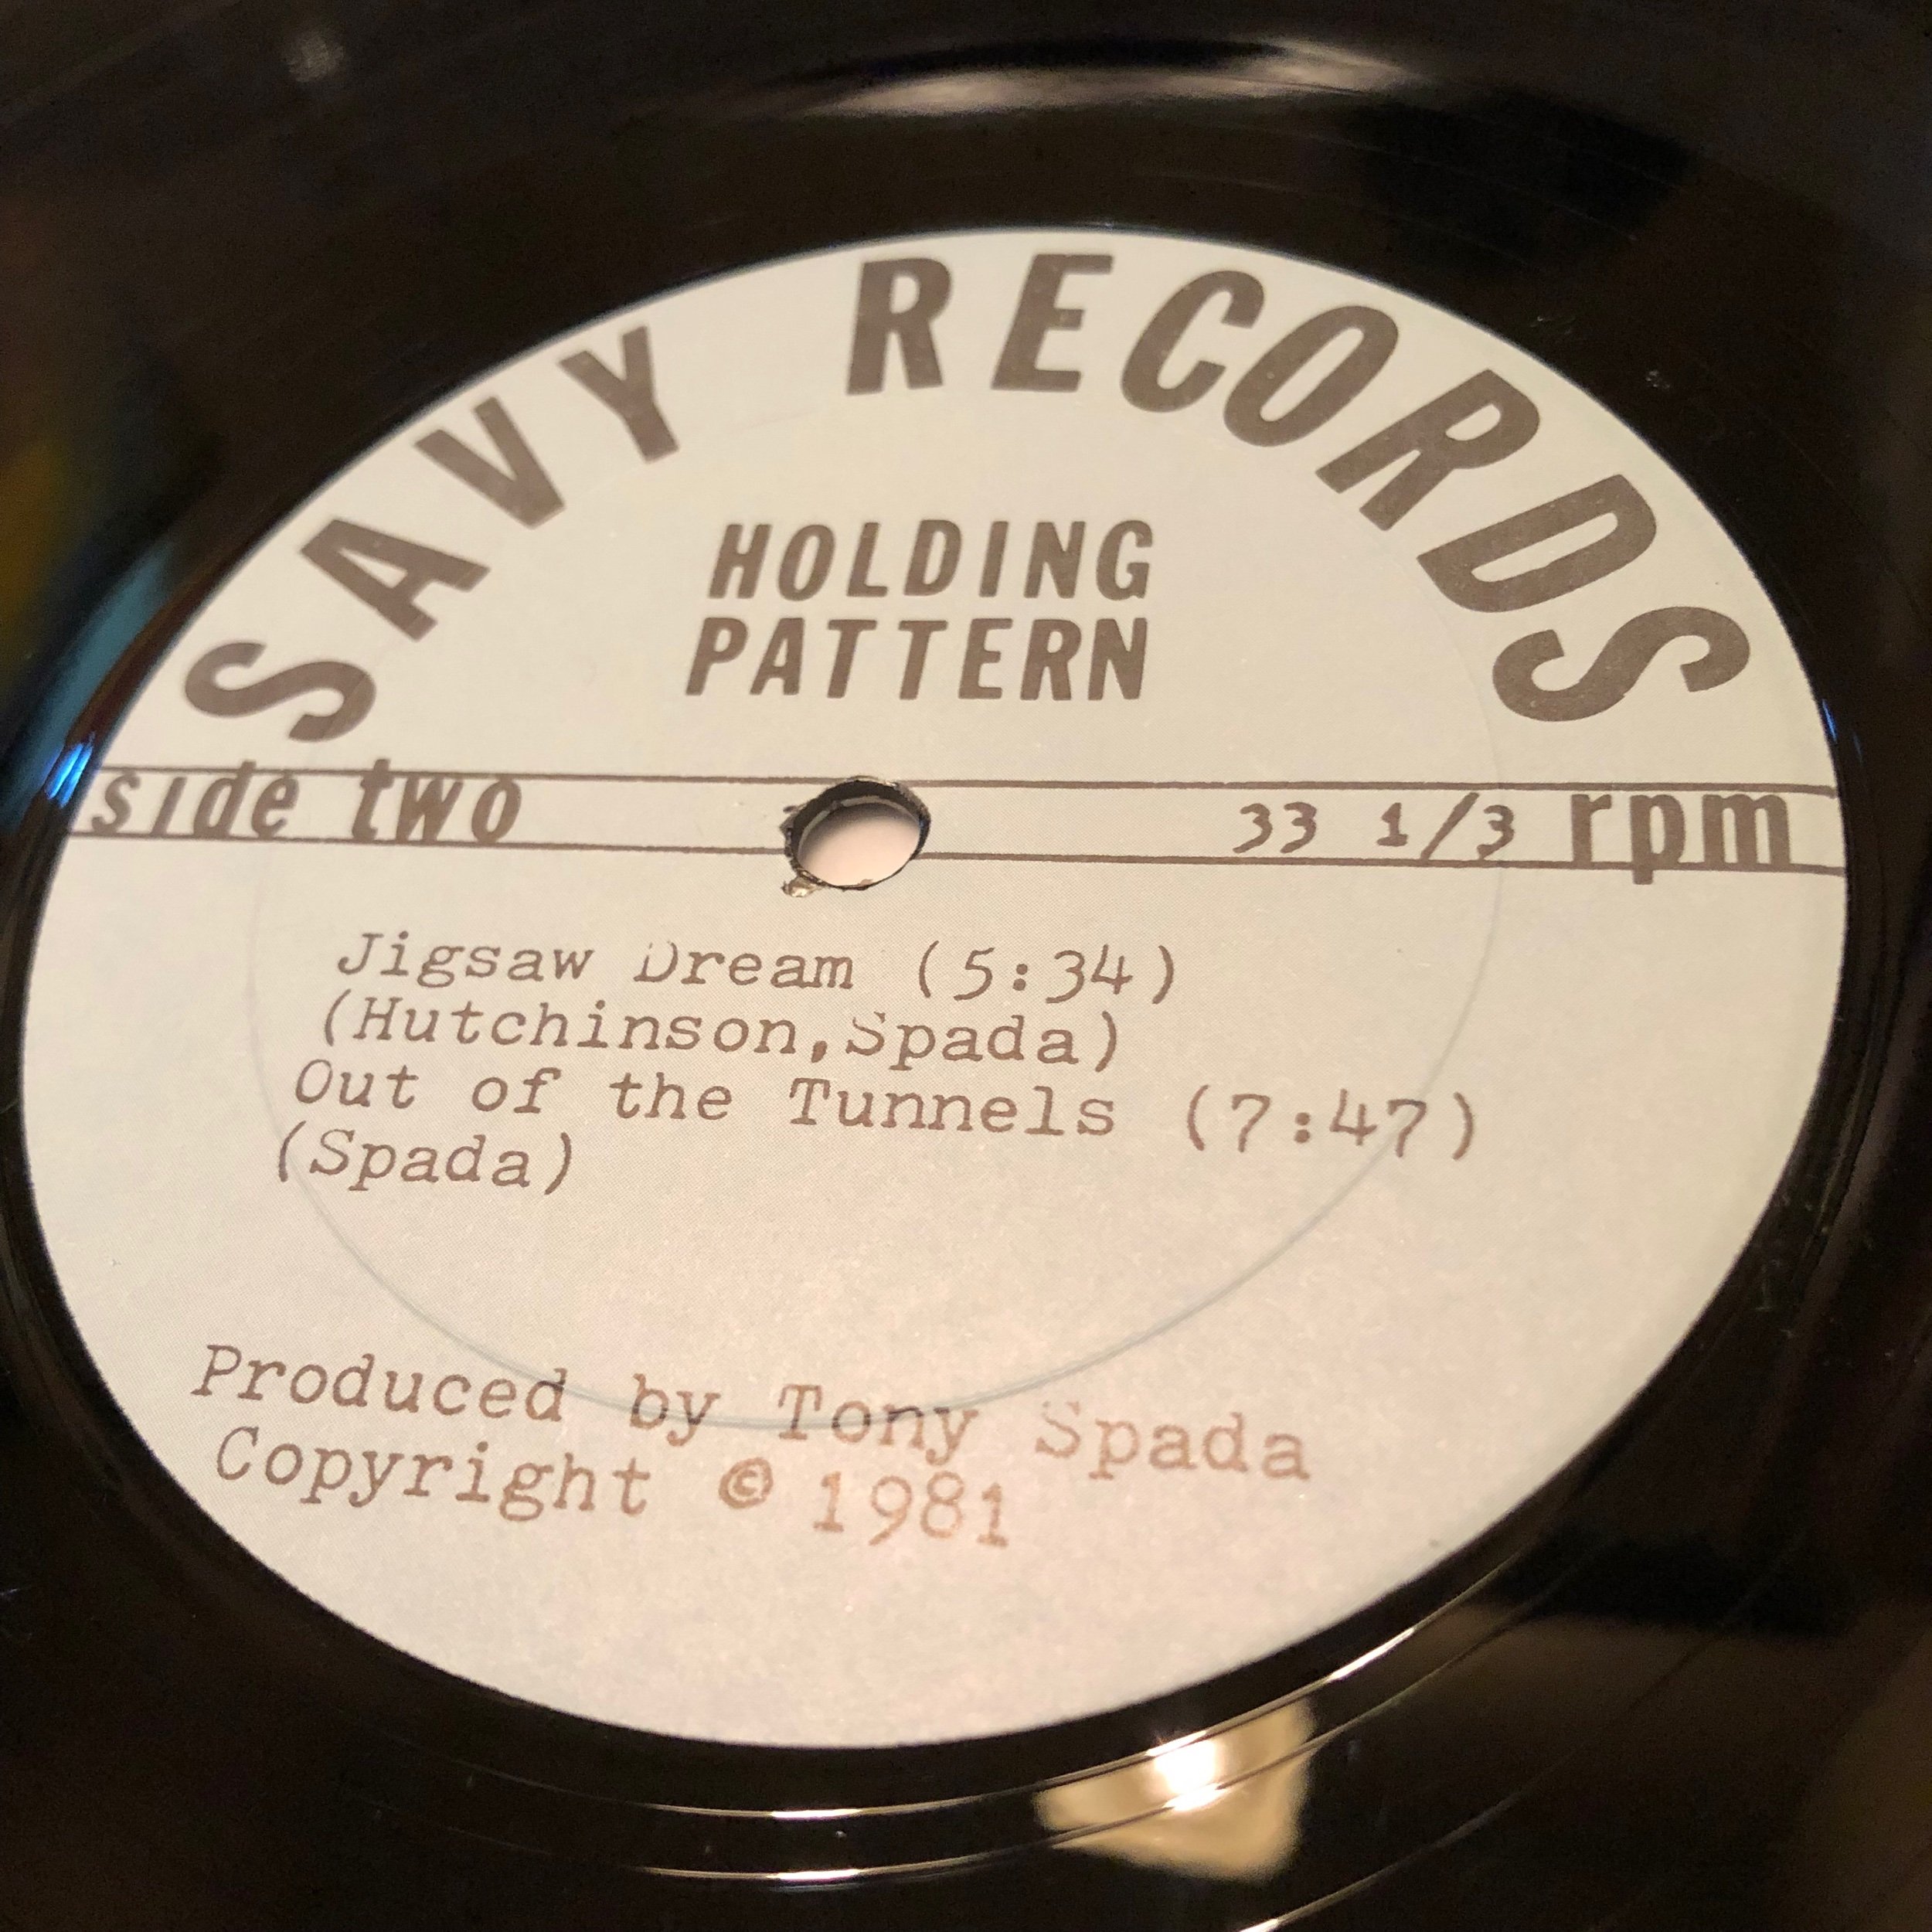 SAVY RECORDS
HOLDING
PATTERN
side two 33 1/3 rpm
Jigsaw Dream (5:34)
(Hutchinson,Spada)
Out of the Tunnels (7:47)
(Spada)
Produced by Tony Spada
Copyright © 1981